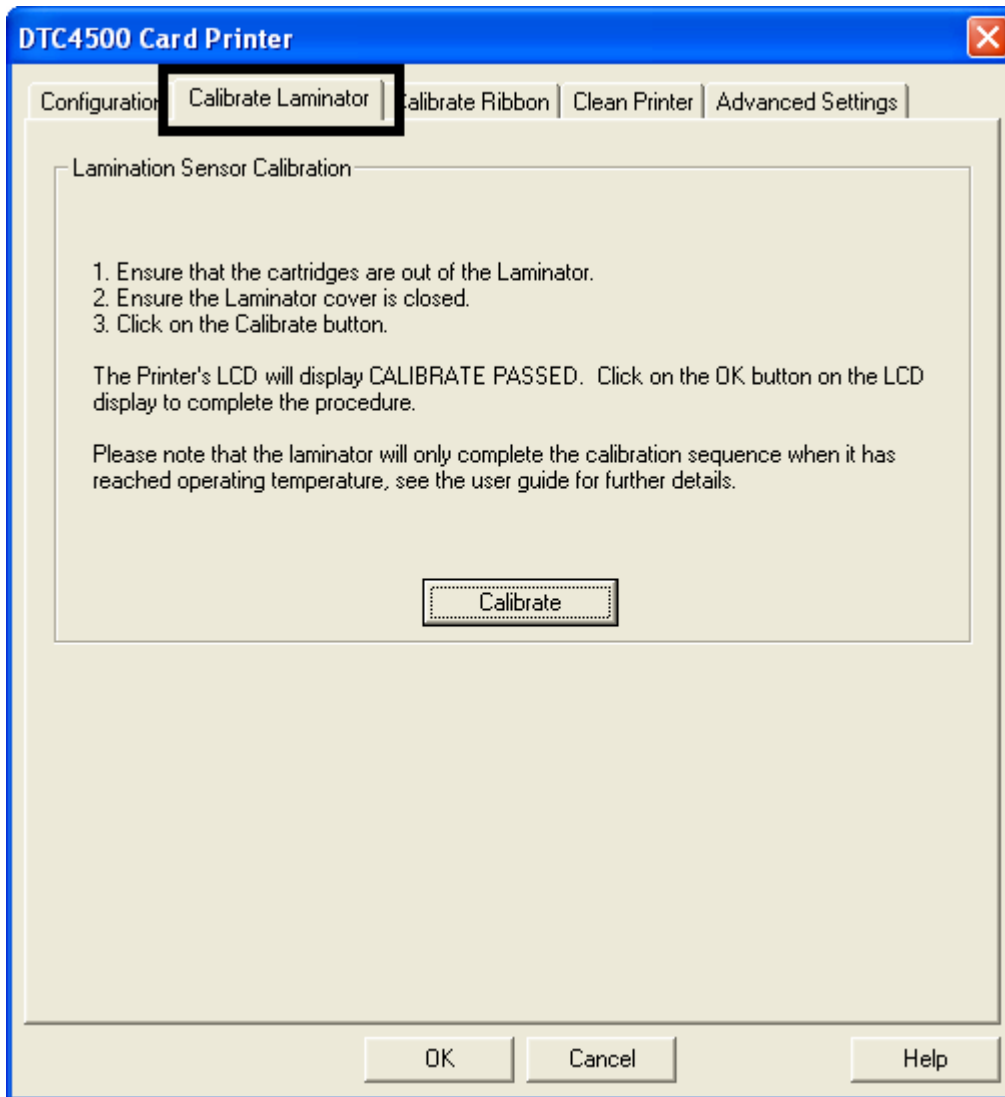 DTC4500 Card Printer
Configuration Calibrate Laminator Calibrate Ribbon Clean Printer Advanced Settings
Lamination Sensor Calibration
1. Ensure that the cartridges are out of the Laminator.
2. Ensure the Laminator cover is closed.
3. Click on the Calibrate button.
The Printer's LCD will display CALIBRATE PASSED. Click on the OK button on the LCD
display to complete the procedure.
Please note that the laminator will only complete the calibration sequence when it has
reached operating temperature, see the user guide for further details.
Calibrate
OK Cancel Help